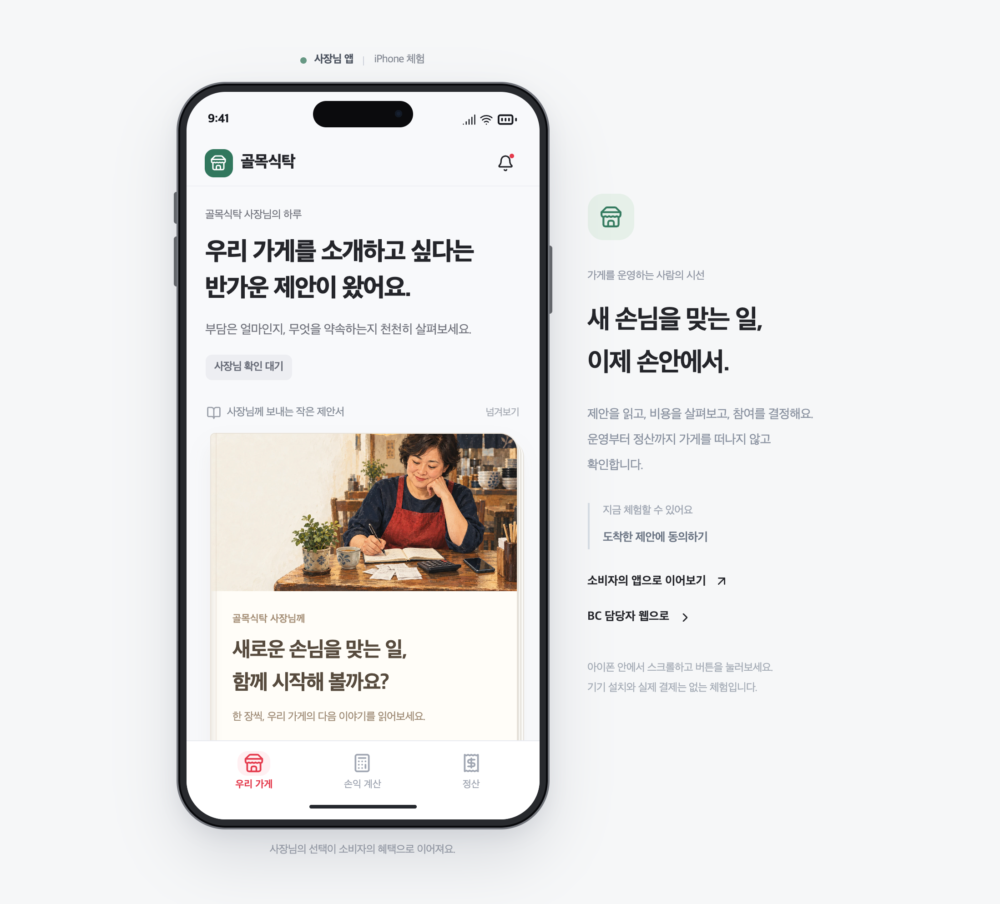 사장님 앱 | iPhone 체험
9:41
골목식탁
골목식탁 사장님의 하루
우리 가게를 소개하고 싶다는
반가운 제안이 왔어요.
부담은 얼마인지, 무엇을 약속하는지 천천히 살펴보세요.
사장님 확인 대기
사장님께 보내는 작은 제안서
넘겨보기
골목식탁 사장님께
새로운 손님을 맞는 일,
함께 시작해 볼까요?
한 장씩, 우리 가게의 다음 이야기를 읽어보세요.
우리 가게
손익 계산
정산
사장님의 선택이 소비자의 혜택으로 이어져요.
가게를 운영하는 사람의 시선
새 손님을 맞는 일,
이제 손안에서.
제안을 읽고, 비용을 살펴보고, 참여를 결정해요.
운영부터 정산까지 가게를 떠나지 않고
확인합니다.
지금 체험할 수 있어요
도착한 제안에 동의하기
소비자의 앱으로 이어보기
BC 담당자 웹으로
아이폰 안에서 스크롤하고 버튼을 눌러보세요.
기기 설치와 실제 결제는 없는 체험입니다.